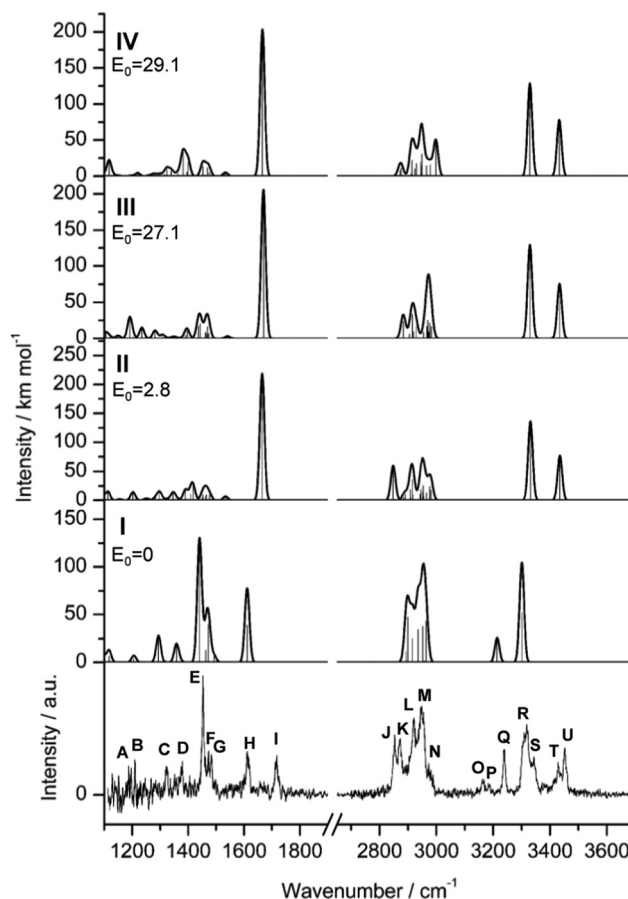 IV
E₀=29.1
200
150
100
50
0
III
E₀=27.1
200
150
100
50
0
II
E₀=2.8
250
200
150
100
50
0
I
E₀=0
150
100
50
0
Intensity / km mol⁻¹
Intensity / a.u.
0
A B C D E F G H I J K L M N O P Q R S T U
1200 1400 1600 1800 2800 3000 3200 3400 3600
Wavenumber / cm⁻¹